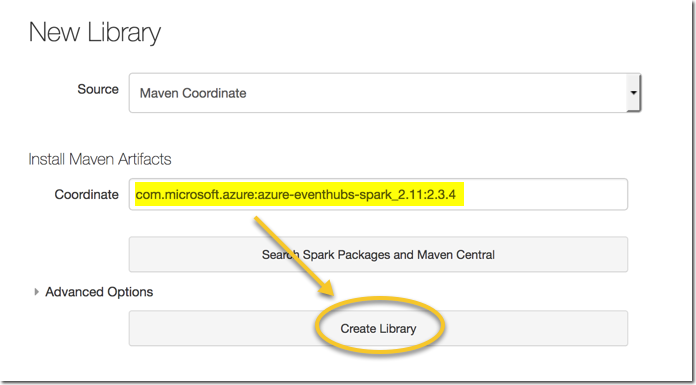 New Library
Source
Maven Coordinate
Install Maven Artifacts
Coordinate
com.microsoft.azure:azure-eventhubs-spark_2.11:2.3.4
Search Spark Packages and Maven Central
Advanced Options
Create Library